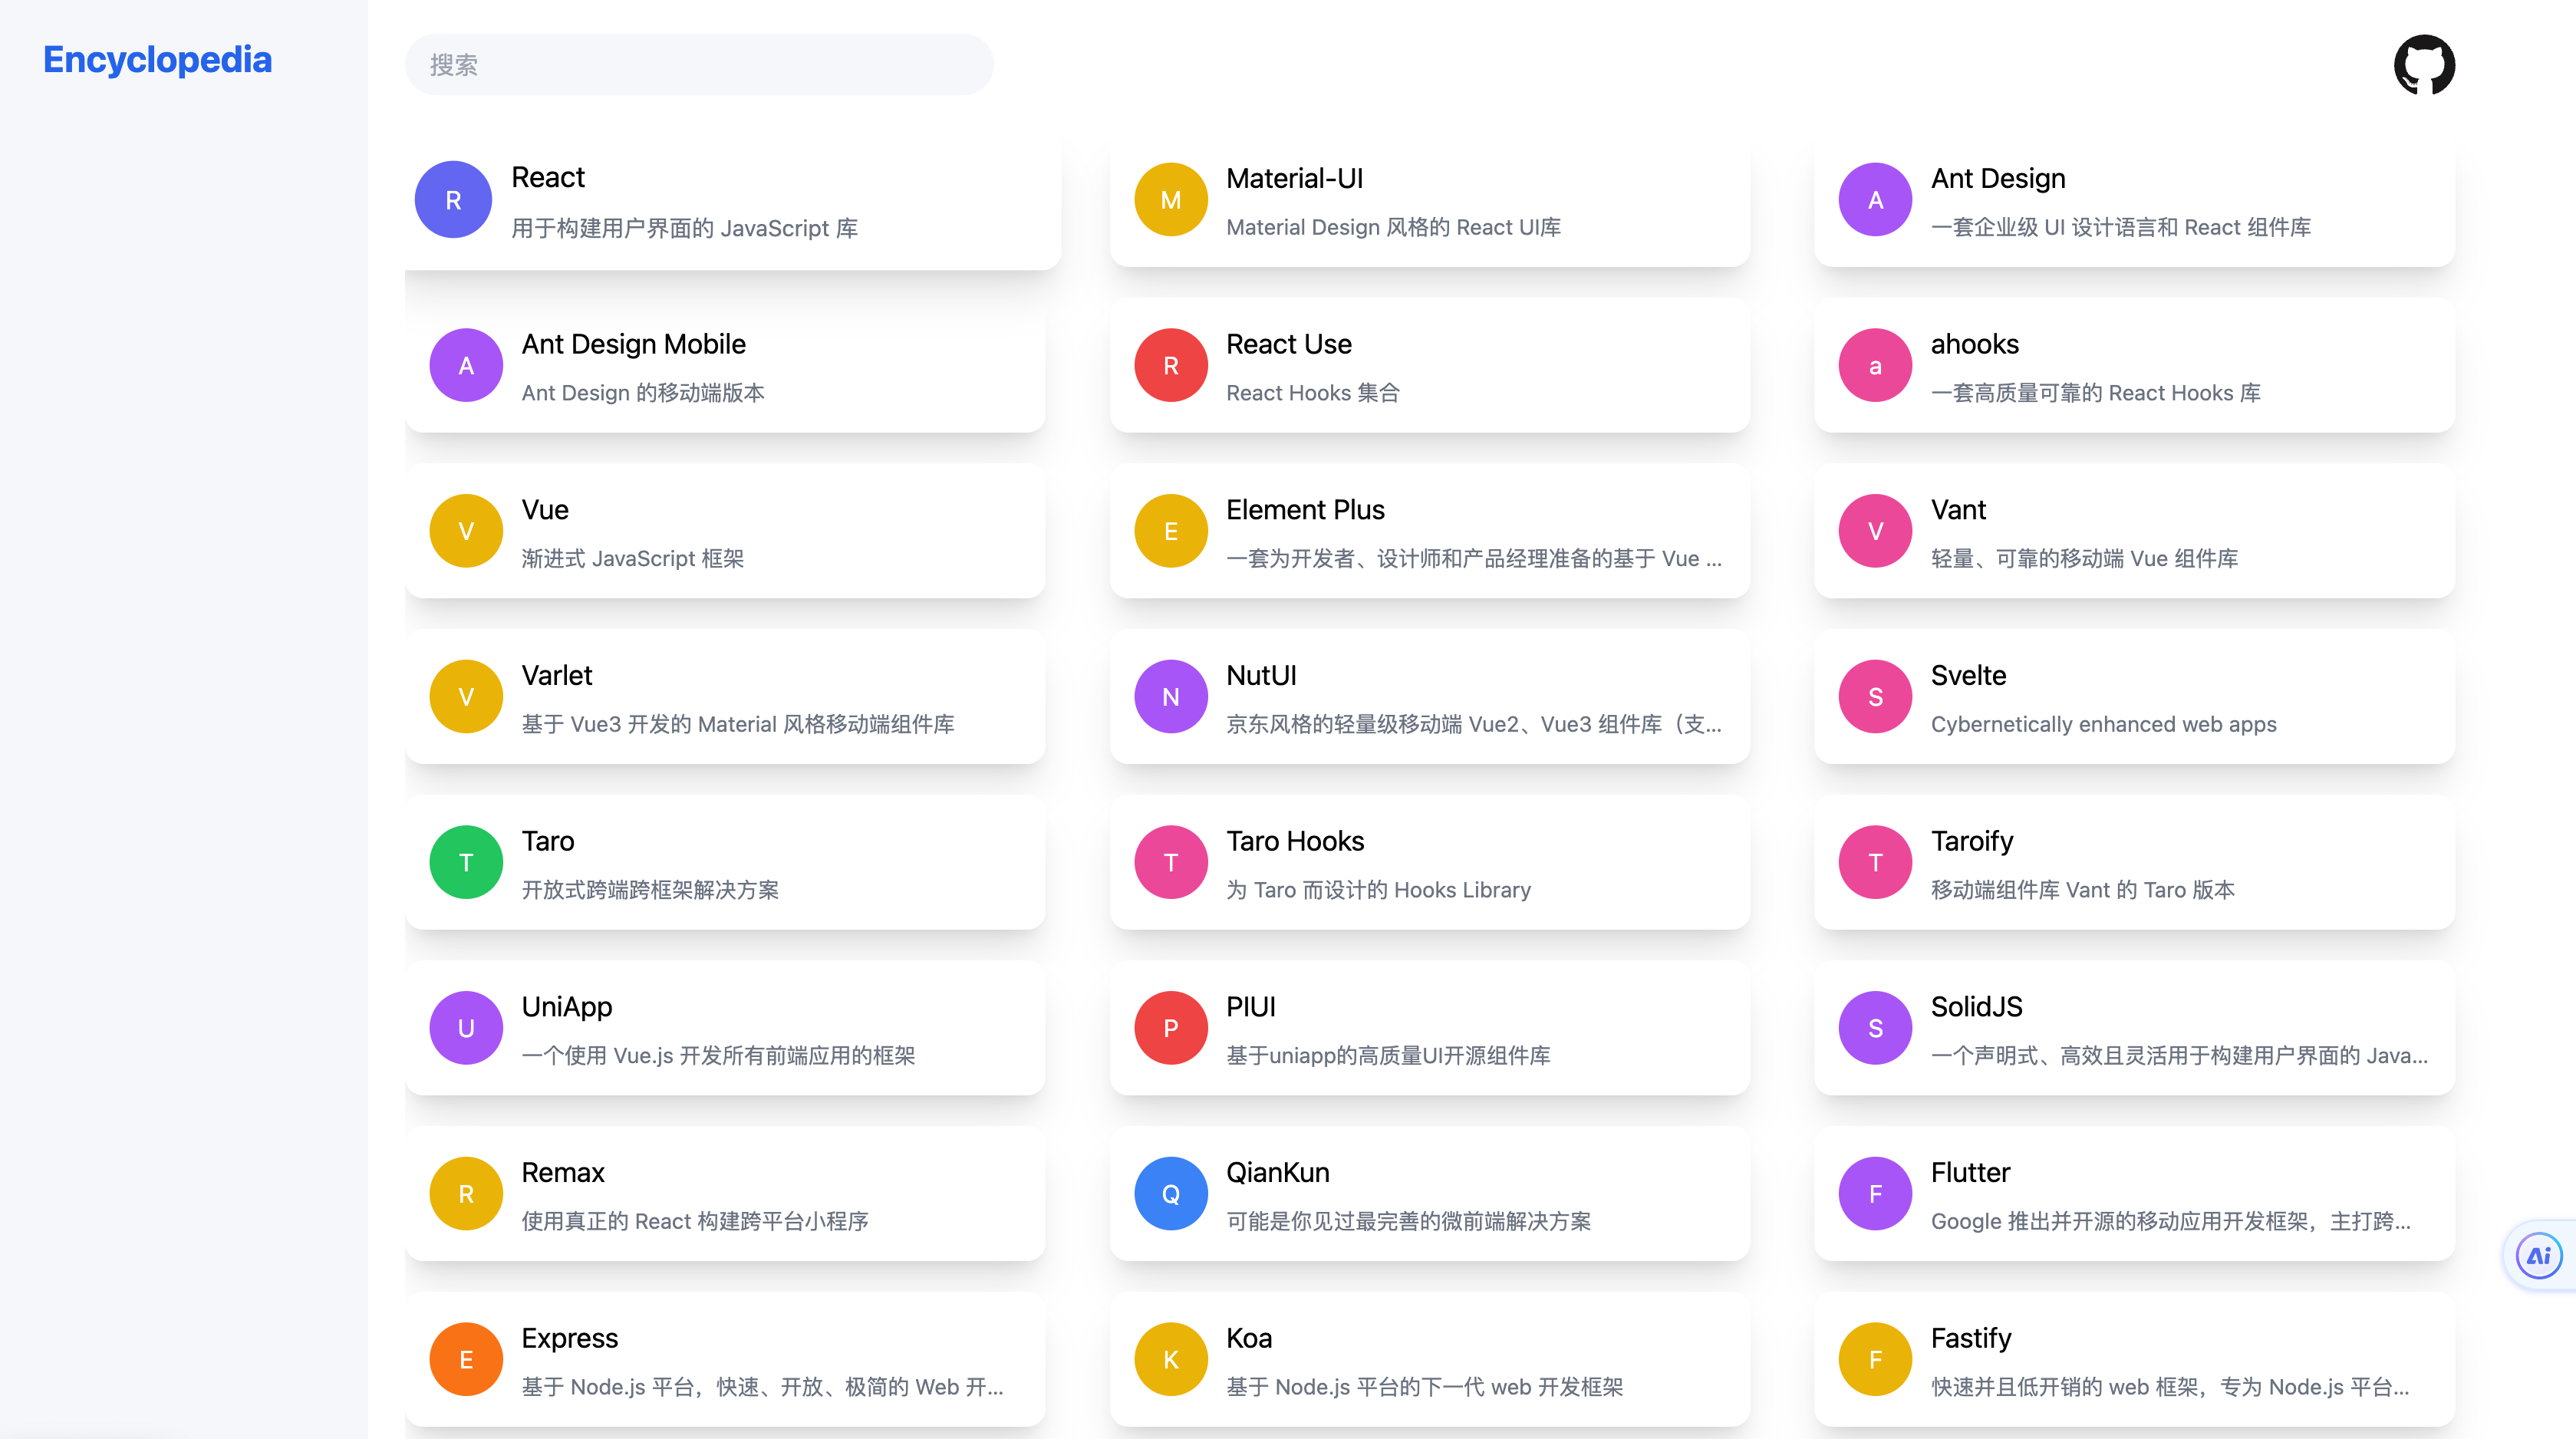 Encyclopedia
搜索
R
React
用于构建用户界面的 JavaScript 库
M
Material-UI
Material Design 风格的 React UI库
A
Ant Design
一套企业级 UI 设计语言和 React 组件库
A
Ant Design Mobile
Ant Design 的移动端版本
R
React Use
React Hooks 集合
a
ahooks
一套高质量可靠的 React Hooks 库
V
Vue
渐进式 JavaScript 框架
E
Element Plus
一套为开发者、设计师和产品经理准备的基于 Vue ...
V
Vant
轻量、可靠的移动端 Vue 组件库
V
Varlet
基于 Vue3 开发的 Material 风格移动端组件库
N
NutUI
京东风格的轻量级移动端 Vue2、Vue3 组件库（支...
S
Svelte
Cybernetically enhanced web apps
T
Taro
开放式跨端跨框架解决方案
T
Taro Hooks
为 Taro 而设计的 Hooks Library
T
Taroify
移动端组件库 Vant 的 Taro 版本
U
UniApp
一个使用 Vue.js 开发所有前端应用的框架
P
PIUI
基于uniapp的高质量UI开源组件库
S
SolidJS
一个声明式、高效且灵活用于构建用户界面的 Java...
R
Remax
使用真正的 React 构建跨平台小程序
Q
QianKun
可能是你见过最完善的微前端解决方案
F
Flutter
Google 推出并开源的移动应用开发框架，主打跨...
Ai
E
Express
基于 Node.js 平台，快速、开放、极简的 Web 开...
K
Koa
基于 Node.js 平台的下一代 web 开发框架
F
Fastify
快速并且低开销的 web 框架，专为 Node.js 平台...